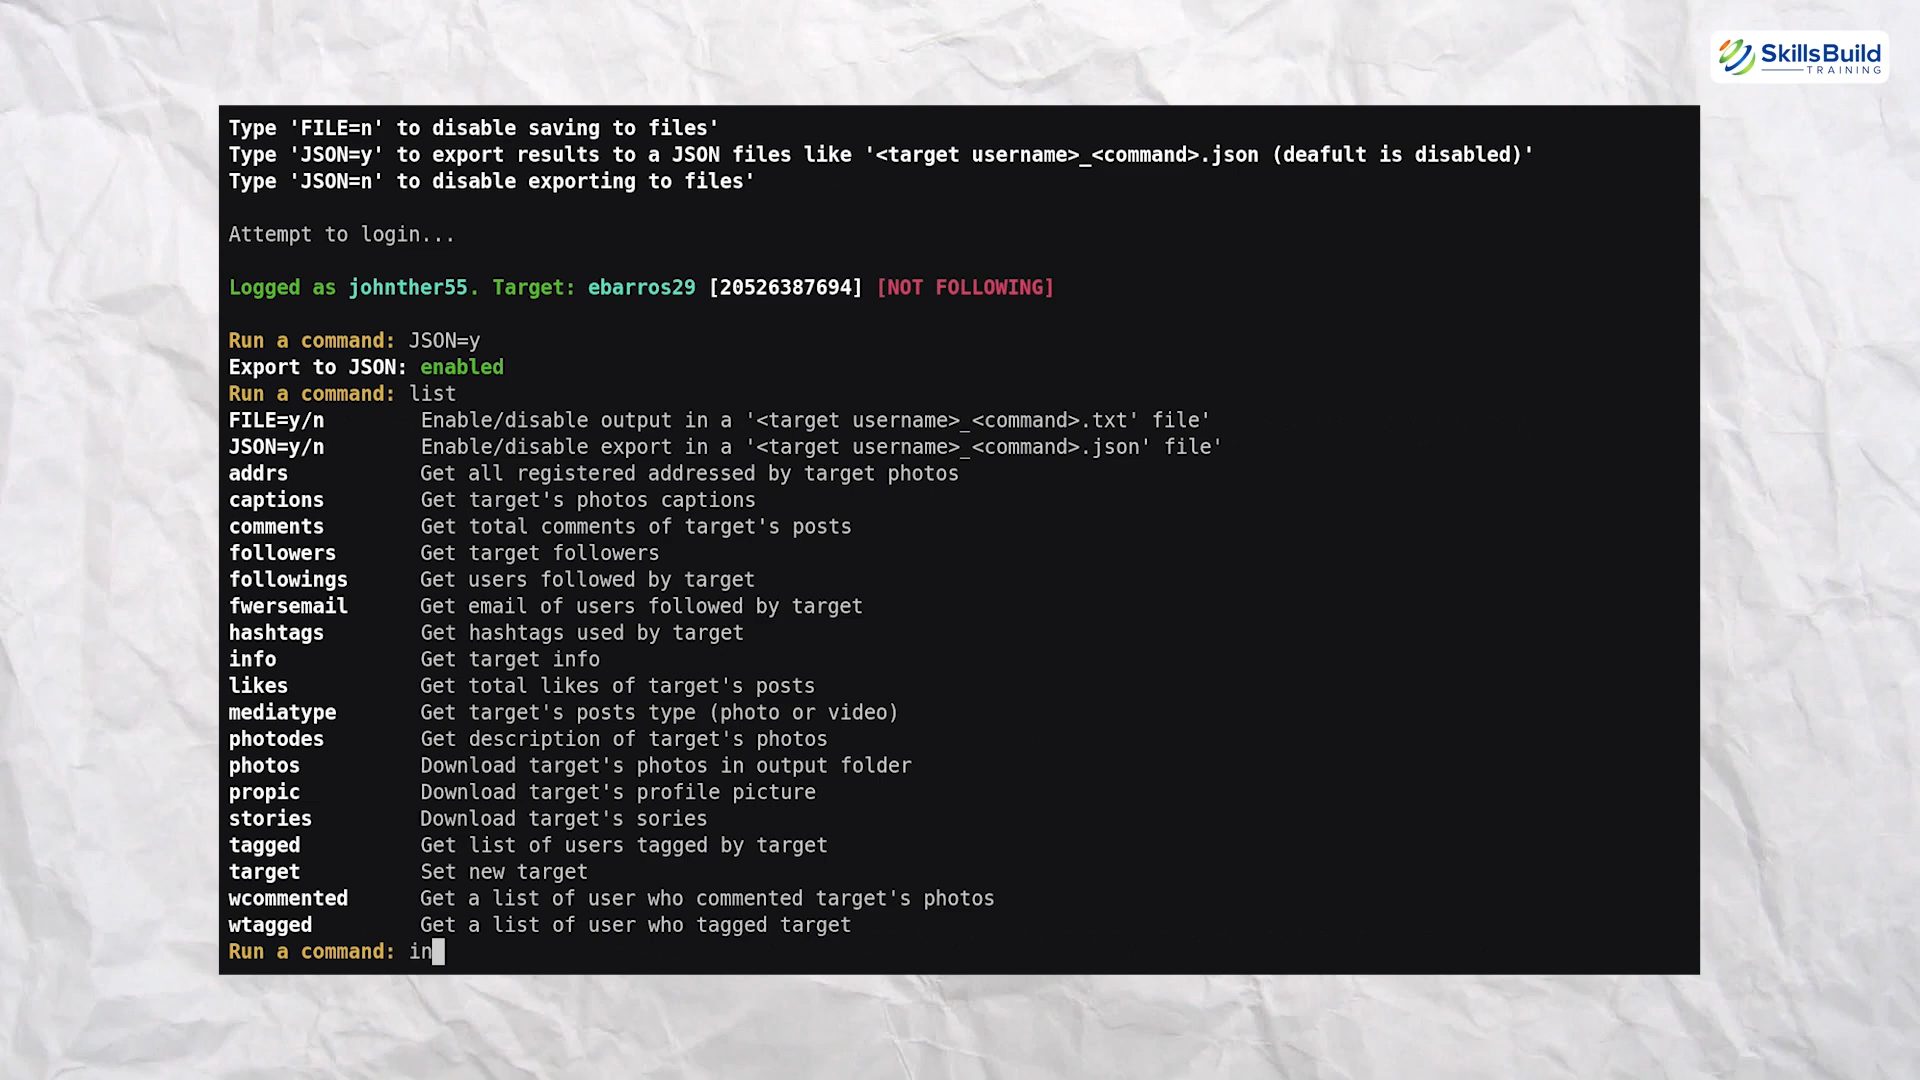 SkillsBuild
TRAINING
Type 'FILE=n' to disable saving to files'
Type 'JSON=y' to export results to a JSON files like '<target username>_<command>.json (deafult is disabled)'
Type 'JSON=n' to disable exporting to files'
Attempt to login...
Logged as johnther55. Target: ebarros29 [20526387694] [NOT FOLLOWING]
Run a command: JSON=y
Export to JSON: enabled
Run a command: list
FILE=y/n Enable/disable output in a '<target username>_<command>.txt' file'
JSON=y/n Enable/disable export in a '<target username>_<command>.json' file'
addrs Get all registered addressed by target photos
captions Get target's photos captions
comments Get total comments of target's posts
followers Get target followers
followings Get users followed by target
fwersemail Get email of users followed by target
hashtags Get hashtags used by target
info Get target info
likes Get total likes of target's posts
mediatype Get target's posts type (photo or video)
photodes Get description of target's photos
photos Download target's photos in output folder
propic Download target's profile picture
stories Download target's sories
tagged Get list of users tagged by target
target Set new target
wcommented Get a list of user who commented target's photos
wtagged Get a list of user who tagged target
Run a command: in